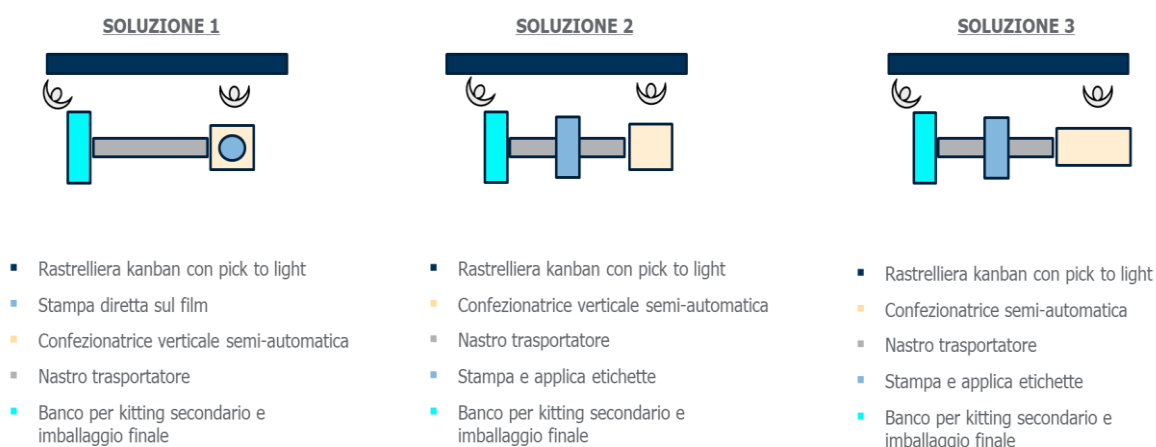 SOLUZIONE 1
Rastrelliera kanban con pick to light
Stampa diretta sul film
Confezionatrice verticale semi-automatica
Nastro trasportatore
Banco per kitting secondario e
imballaggio finale
SOLUZIONE 2
Rastrelliera kanban con pick to light
Confezionatrice verticale semi-automatica
Nastro trasportatore
Stampa e applica etichette
Banco per kitting secondario e
imballaggio finale
SOLUZIONE 3
Rastrelliera kanban con pick to light
Confezionatrice semi-automatica
Nastro trasportatore
Stampa e applica etichette
Banco per kitting secondario e
imballaggio finale